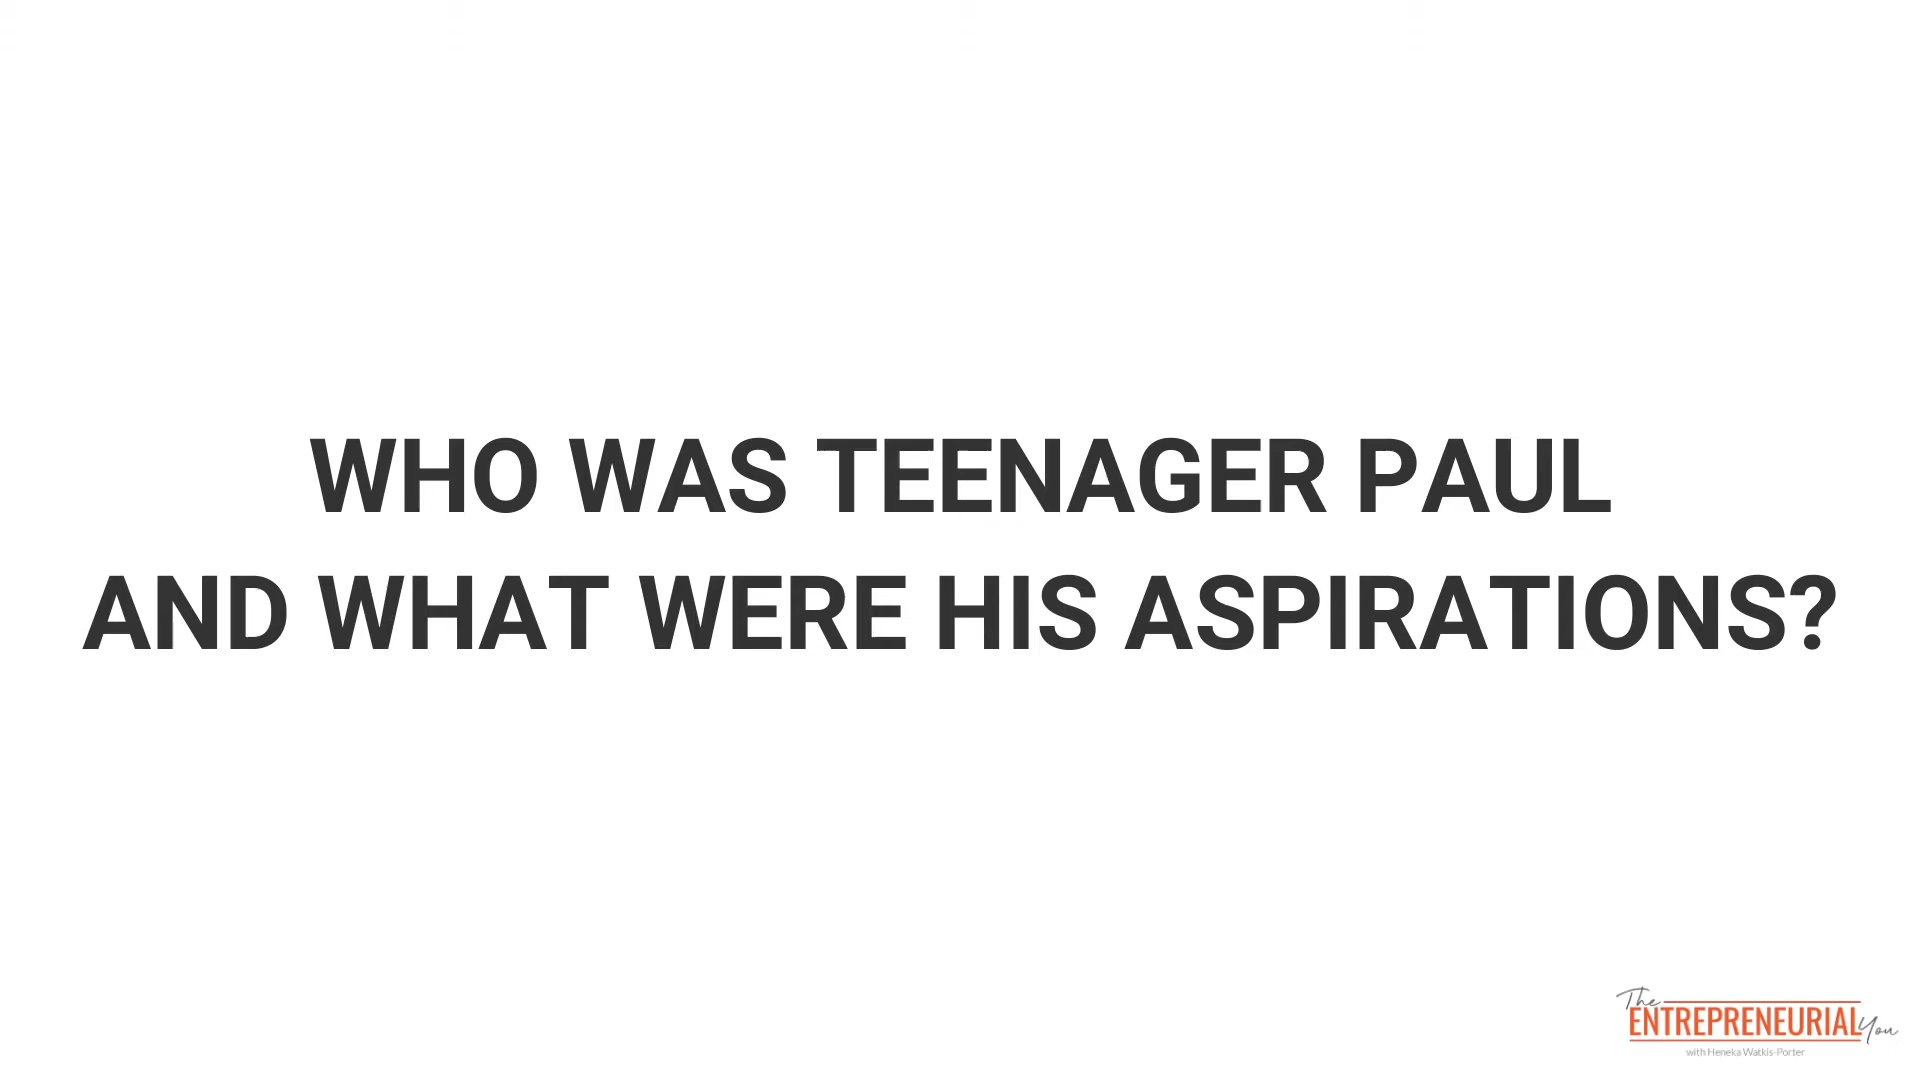 WHO WAS TEENAGER PAUL
AND WHAT WERE HIS ASPIRATIONS?
The
ENTREPRENEURIAL You
with Heneka Watkis-Porter